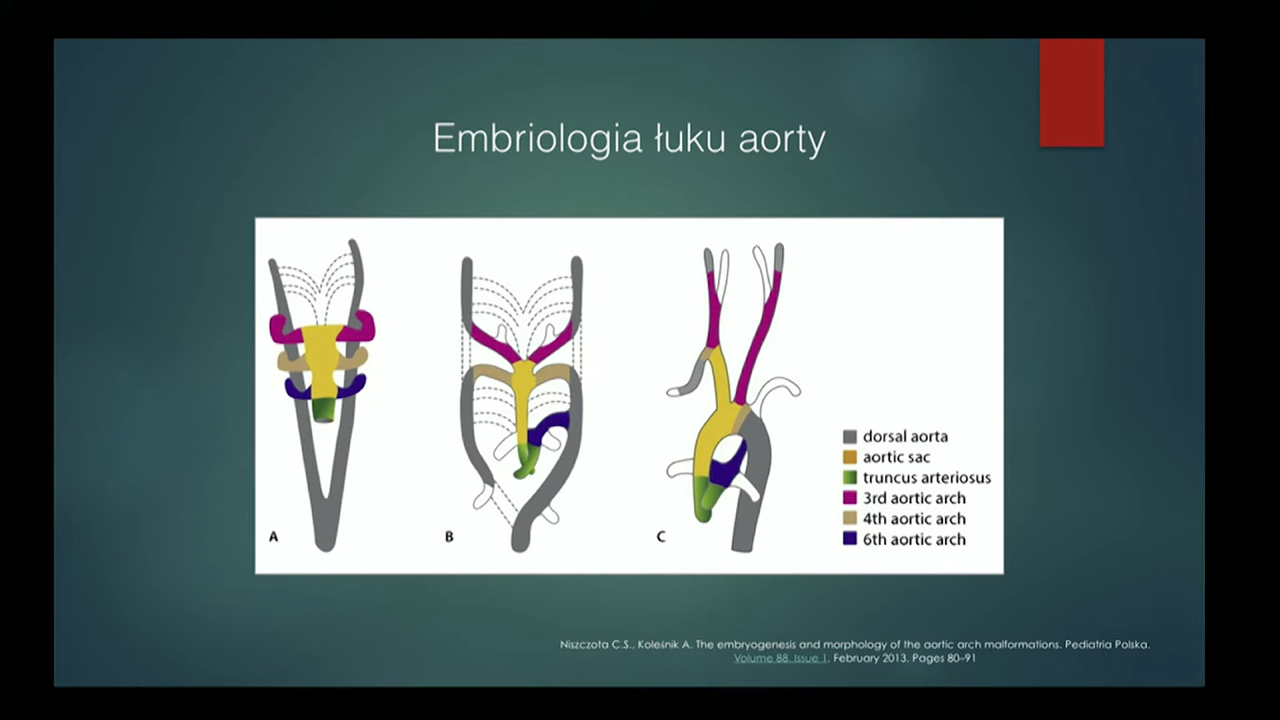 Embriologia łuku aorty
A
B
C
dorsal aorta
aortic sac
truncus arteriosus
3rd aortic arch
4th aortic arch
6th aortic arch
Niszczota C.S., Koleśnik A. The embryogenesis and morphology of the aortic arch malformations. Pediatria Polska.
Volume 88, Issue 1, February 2013, Pages 80–91